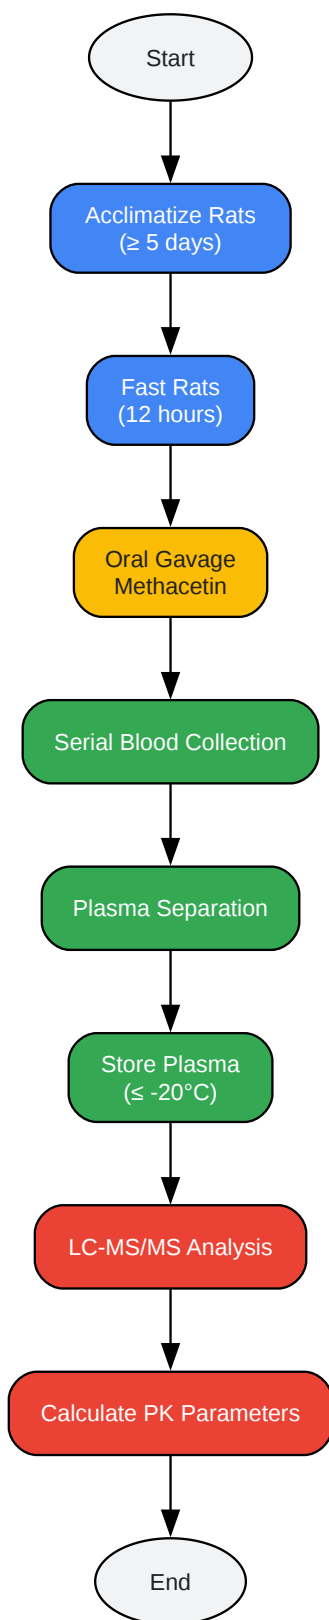 Start
Acclimatize Rats
(≥ 5 days)
Fast Rats
(12 hours)
Oral Gavage
Methacetin
Serial Blood Collection
Plasma Separation
Store Plasma
(≤ -20°C)
LC-MS/MS Analysis
Calculate PK Parameters
End